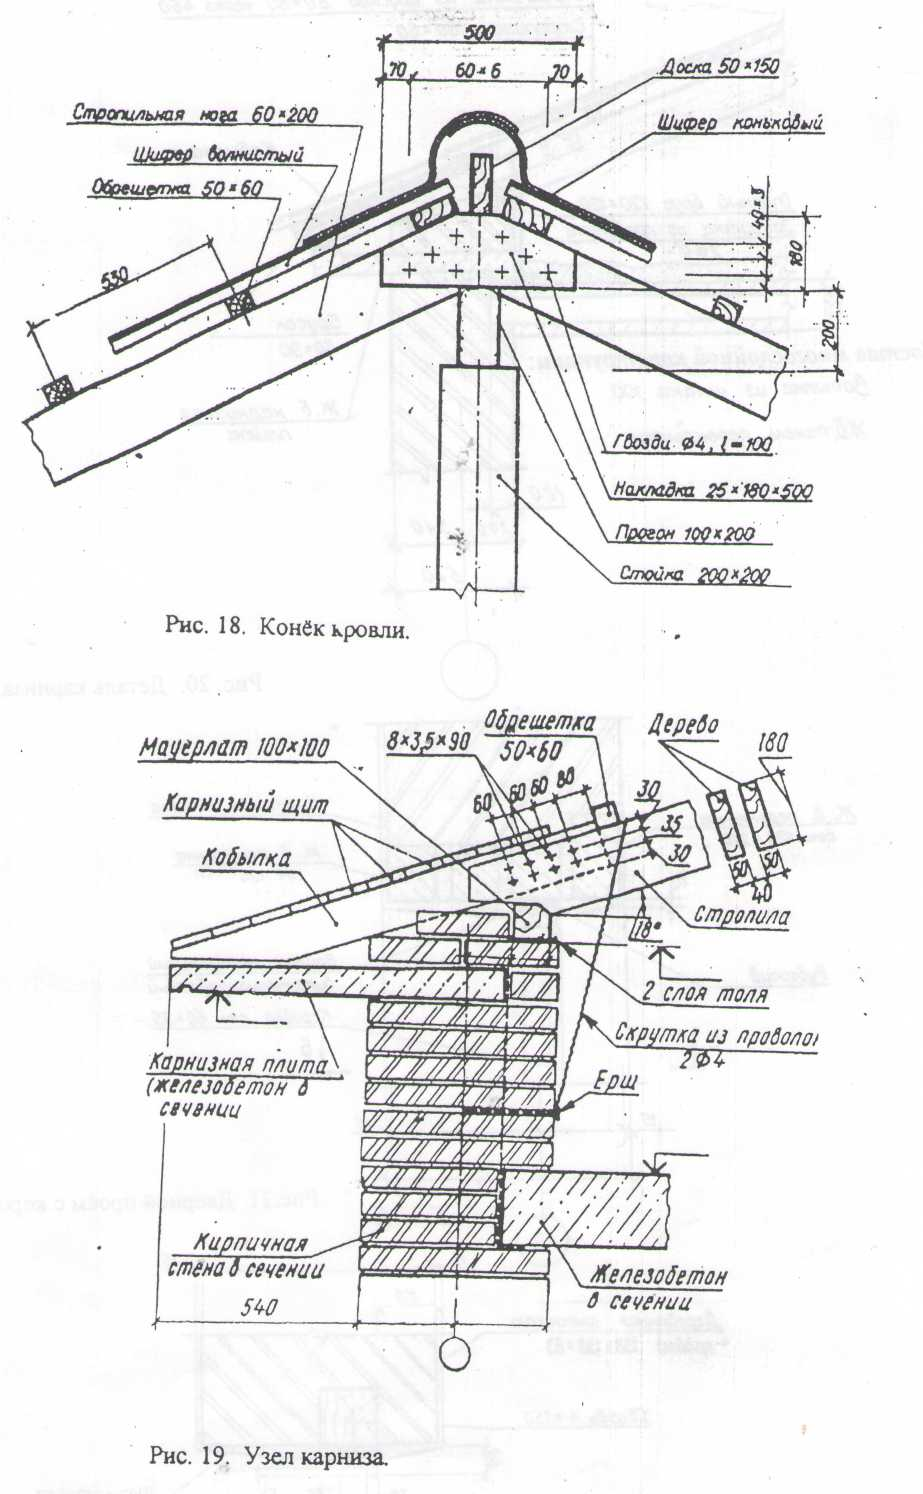 500
70 60×6 70
Доска 50×150
Стропильная нога 60×200
Шифер волнистый
Обрешетка 50×60
Шифер коньковый
40×3
180
530
200
Гвозди ф4, l=100
Накладка 25×180×500
Прогон 100×200
Стойка 200×200
Рис. 18. Конёк кровли.
Обрешетка
50×60
Дерево
Мауерлат 100×100
8×3,5×90
180
Карнизный щит
60 60 60 80
30
35
30
Кобылка
50 50
40
Стропила
18°
2 слоя толя
Скрутка из проволо
2ф4
Карнизная плита
(железобетон в
сечении
Ерш
Кирпичная
стена в сечении
Железобетон
в сечении
540
Рис. 19. Узел карниза.